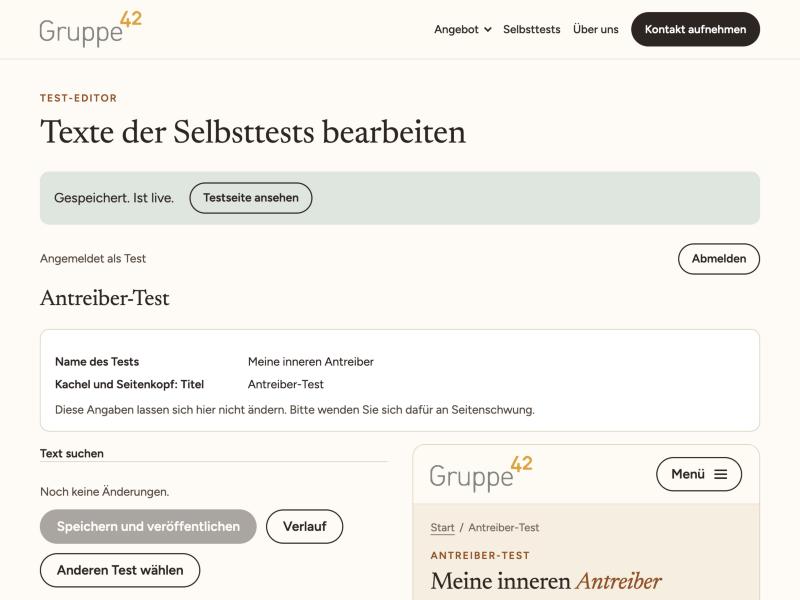 Gruppe42
Angebot Selbsttests Über uns Kontakt aufnehmen
TEST-EDITOR
Texte der Selbsttests bearbeiten
Gespeichert. Ist live. Testseite ansehen
Angemeldet als Test Abmelden
Antreiber-Test
Name des Tests Meine inneren Antreiber
Kachel und Seitenkopf: Titel Antreiber-Test
Diese Angaben lassen sich hier nicht ändern. Bitte wenden Sie sich dafür an Seitenschwung.
Text suchen
Noch keine Änderungen.
Speichern und veröffentlichen Verlauf
Anderen Test wählen
Gruppe42 Menü
Start / Antreiber-Test
ANTREIBER-TEST
Meine inneren Antreiber